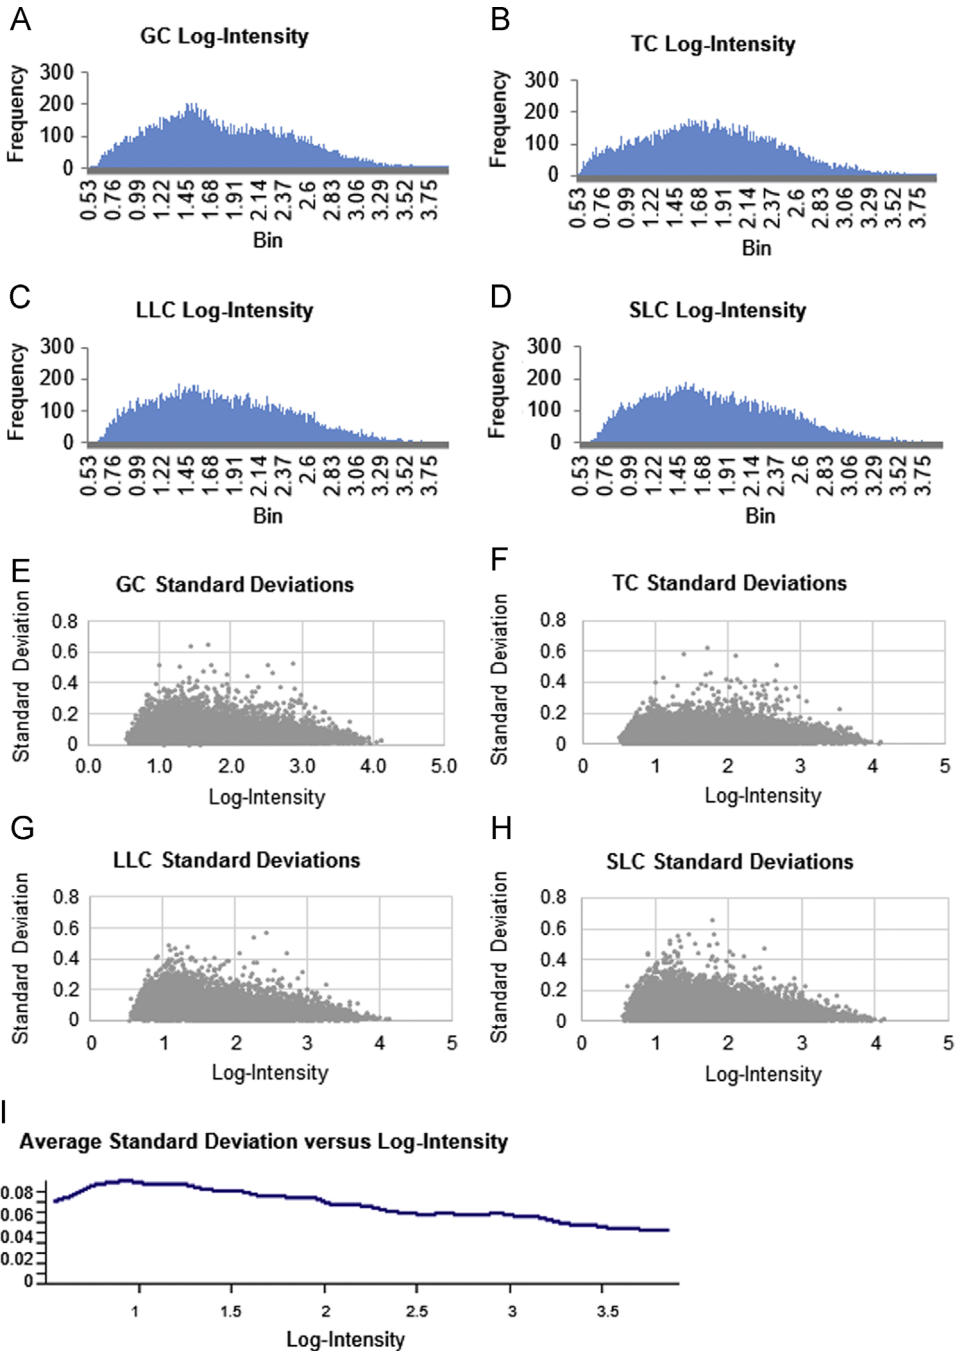 A
GC Log-Intensity
Frequency
300
200
100
0
0.53 0.76 0.99 1.22 1.45 1.68 1.91 2.14 2.37 2.6 2.83 3.06 3.29 3.52 3.75
Bin
B
TC Log-Intensity
Frequency
300
200
100
0
0.53 0.76 0.99 1.22 1.45 1.68 1.91 2.14 2.37 2.6 2.83 3.06 3.29 3.52 3.75
Bin
C
LLC Log-Intensity
Frequency
300
200
100
0
0.53 0.76 0.99 1.22 1.45 1.68 1.91 2.14 2.37 2.6 2.83 3.06 3.29 3.52 3.75
Bin
D
SLC Log-Intensity
Frequency
300
200
100
0
0.53 0.76 0.99 1.22 1.45 1.68 1.91 2.14 2.37 2.6 2.83 3.06 3.29 3.52 3.75
Bin
E
GC Standard Deviations
Standard Deviation
0.8
0.6
0.4
0.2
0
0.0 1.0 1.0 2.0 3.0 4.0 5.0
Log-Intensity
F
TC Standard Deviations
Standard Deviation
0.8
0.6
0.4
0.2
0
0 1 2 3 4 5
Log-Intensity
G
LLC Standard Deviations
Standard Deviation
0.8
0.6
0.4
0.2
0
0 1 2 3 4 5
Log-Intensity
H
SLC Standard Deviations
Standard Deviation
0.8
0.6
0.4
0.2
0
0 1 2 3 4 5
Log-Intensity
I
Average Standard Deviation versus Log-Intensity
0.08
0.06
0.04
0.02
0
1 1.5 2 2.5 3 3.5
Log-Intensity